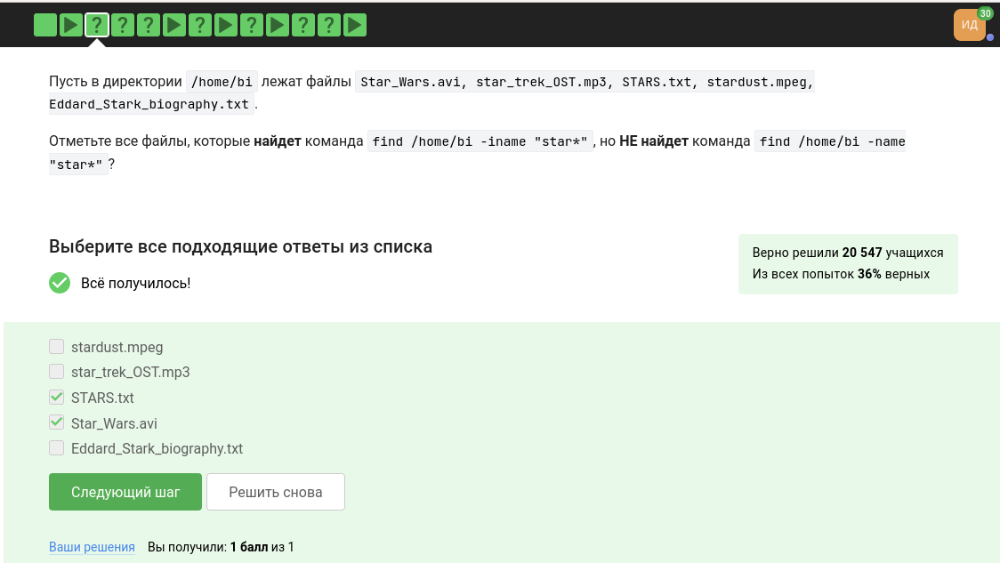 ? ? ? ? ? ? ? ?
ИД
30
Пусть в директории /home/bi лежат файлы Star_Wars.avi, star_trek_OST.mp3, STARS.txt, stardust.mpeg,
Eddard_Stark_biography.txt .
Отметьте все файлы, которые найдет команда find /home/bi -iname "star*" , но НЕ найдет команда find /home/bi -name
"star*" ?
Выберите все подходящие ответы из списка
Всё получилось!
Верно решили 20 547 учащихся
Из всех попыток 36% верных
stardust.mpeg
star_trek_OST.mp3
STARS.txt
Star_Wars.avi
Eddard_Stark_biography.txt
Следующий шаг
Решить снова
Ваши решения Вы получили: 1 балл из 1